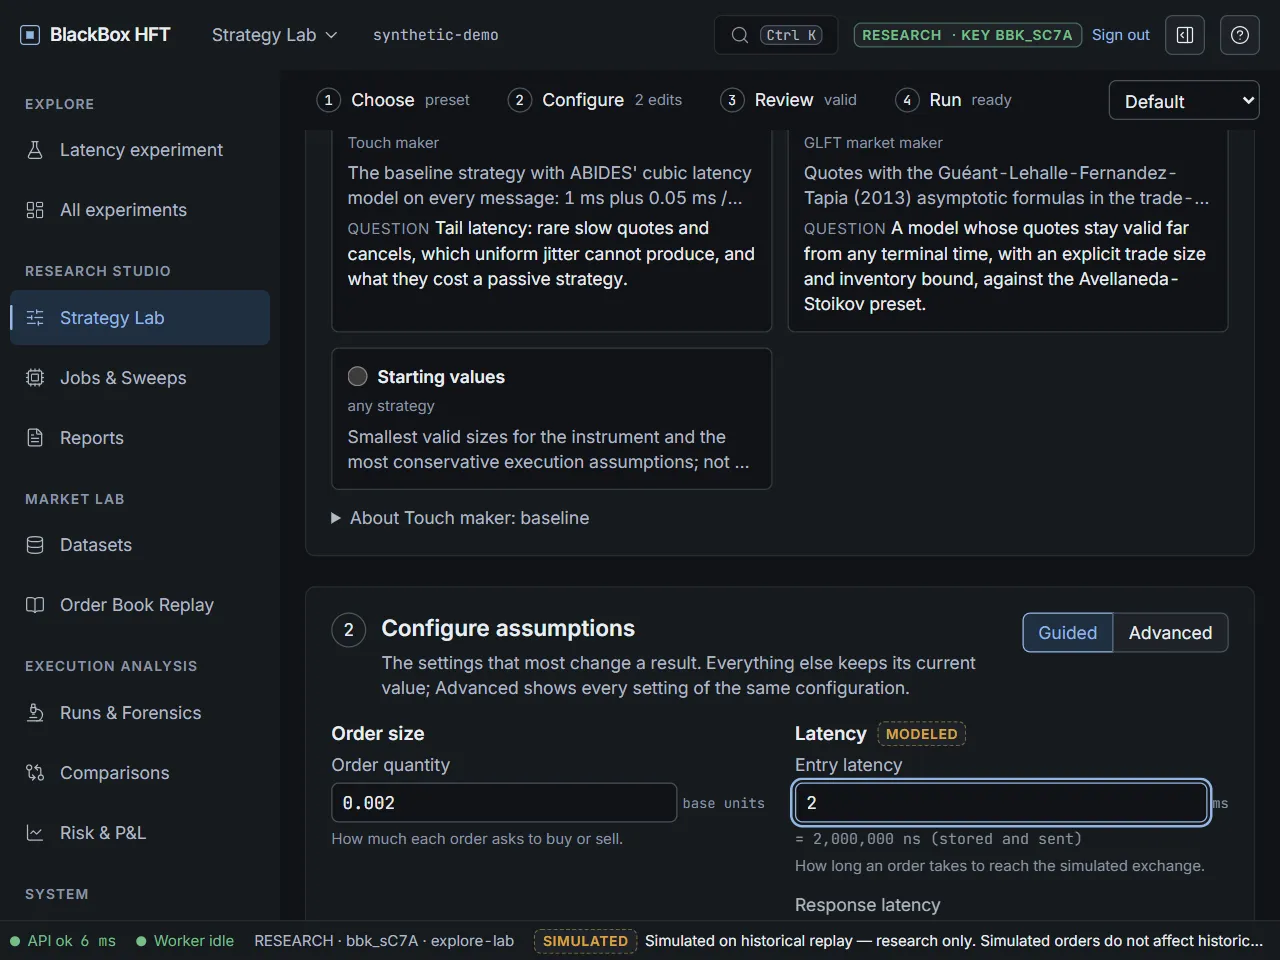 BlackBox HFT
Strategy Lab
synthetic-demo
Ctrl K
RESEARCH · KEY BBK_SC7A
Sign out
EXPLORE
Latency experiment
All experiments
RESEARCH STUDIO
Strategy Lab
Jobs & Sweeps
Reports
MARKET LAB
Datasets
Order Book Replay
EXECUTION ANALYSIS
Runs & Forensics
Comparisons
Risk & P&L
SYSTEM
1 Choose preset
2 Configure 2 edits
3 Review valid
4 Run ready
Default
Touch maker
The baseline strategy with ABIDES' cubic latency
model on every message: 1 ms plus 0.05 ms /...
QUESTION Tail latency: rare slow quotes and
cancels, which uniform jitter cannot produce, and
what they cost a passive strategy.
GLFT market maker
Quotes with the Guéant-Lehalle-Fernandez-
Tapia (2013) asymptotic formulas in the trade-...
QUESTION A model whose quotes stay valid far
from any terminal time, with an explicit trade size
and inventory bound, against the Avellaneda-
Stoikov preset.
Starting values
any strategy
Smallest valid sizes for the instrument and the
most conservative execution assumptions; not ...
About Touch maker: baseline
2
Configure assumptions
The settings that most change a result. Everything else keeps its current
value; Advanced shows every setting of the same configuration.
Guided
Advanced
Order size
Order quantity
0.002
base units
How much each order asks to buy or sell.
Latency
MODELED
Entry latency
2
ms
= 2,000,000 ns (stored and sent)
How long an order takes to reach the simulated exchange.
Response latency
API ok 6 ms
Worker idle
RESEARCH · bbk_sC7A · explore-lab
SIMULATED
Simulated on historical replay — research only. Simulated orders do not affect historic...